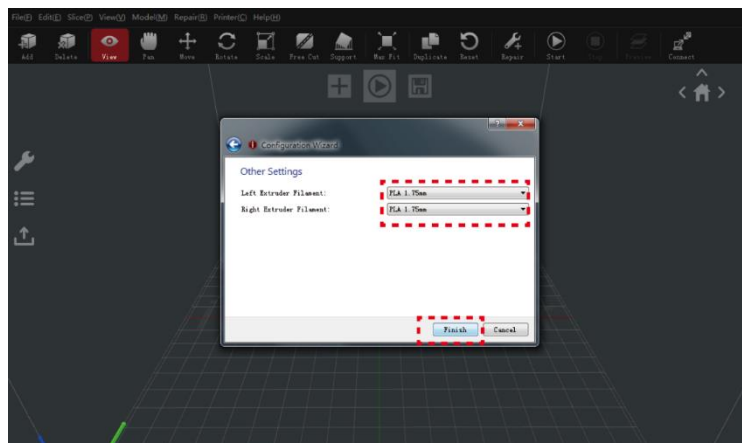 File(F) Edit(E) Slice(P) View(V) Model(M) Repair(R) Printer(C) Help(H)
Add Delete View Pan Move Rotate Scale Free Cut Support Max Fit Duplicate Reset Repair Start Stop Preview Connect
Configuration Wizard
Other Settings
Left Extruder Filament: PLA 1.75mm
Right Extruder Filament: PLA 1.75mm
Finish Cancel